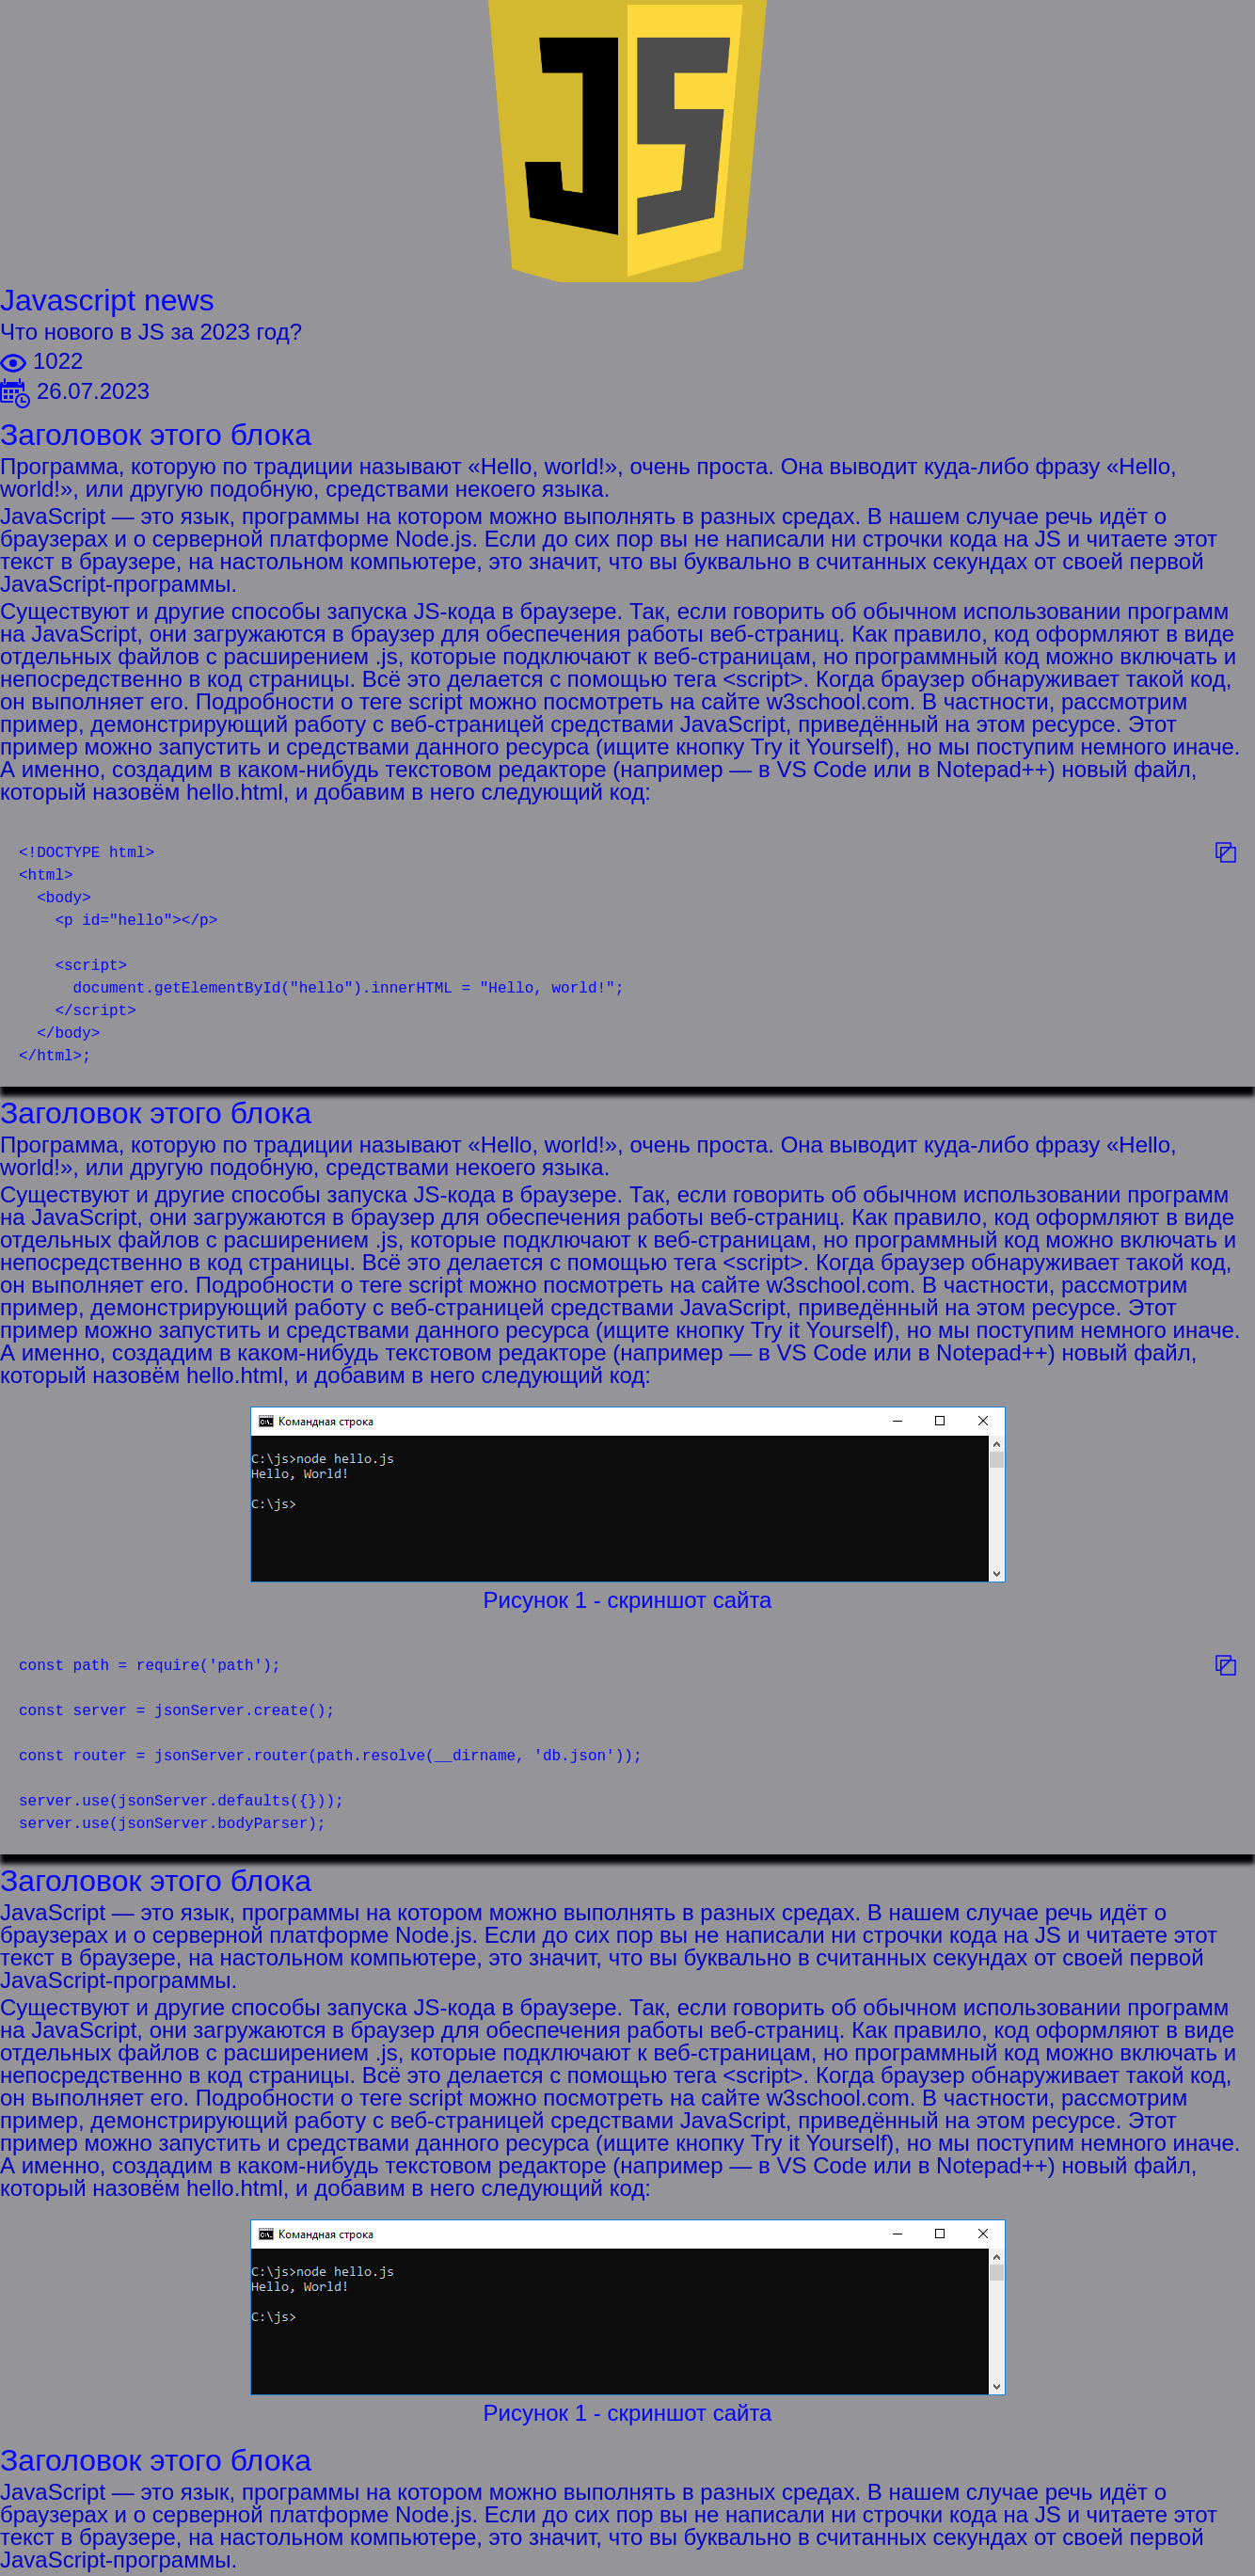 JS
Javascript news
Что нового в JS за 2023 год?
1022
26.07.2023
Заголовок этого блока
Программа, которую по традиции называют «Hello, world!», очень проста. Она выводит куда-либо фразу «Hello,
world!», или другую подобную, средствами некоего языка.
JavaScript — это язык, программы на котором можно выполнять в разных средах. В нашем случае речь идёт о
браузерах и о серверной платформе Node.js. Если до сих пор вы не написали ни строчки кода на JS и читаете этот
текст в браузере, на настольном компьютере, это значит, что вы буквально в считанных секундах от своей первой
JavaScript-программы.
Существуют и другие способы запуска JS-кода в браузере. Так, если говорить об обычном использовании программ
на JavaScript, они загружаются в браузер для обеспечения работы веб-страниц. Как правило, код оформляют в виде
отдельных файлов с расширением .js, которые подключают к веб-страницам, но программный код можно включать и
непосредственно в код страницы. Всё это делается с помощью тега <script>. Когда браузер обнаруживает такой код,
он выполняет его. Подробности о теге script можно посмотреть на сайте w3school.com. В частности, рассмотрим
пример, демонстрирующий работу с веб-страницей средствами JavaScript, приведённый на этом ресурсе. Этот
пример можно запустить и средствами данного ресурса (ищите кнопку Try it Yourself), но мы поступим немного иначе.
А именно, создадим в каком-нибудь текстовом редакторе (например — в VS Code или в Notepad++) новый файл,
который назовём hello.html, и добавим в него следующий код:
<!DOCTYPE html>
<html>
  <body>
    <p id="hello"></p>

    <script>
      document.getElementById("hello").innerHTML = "Hello, world!";
    </script>
  </body>
</html>;
Заголовок этого блока
Программа, которую по традиции называют «Hello, world!», очень проста. Она выводит куда-либо фразу «Hello,
world!», или другую подобную, средствами некоего языка.
Существуют и другие способы запуска JS-кода в браузере. Так, если говорить об обычном использовании программ
на JavaScript, они загружаются в браузер для обеспечения работы веб-страниц. Как правило, код оформляют в виде
отдельных файлов с расширением .js, которые подключают к веб-страницам, но программный код можно включать и
непосредственно в код страницы. Всё это делается с помощью тега <script>. Когда браузер обнаруживает такой код,
он выполняет его. Подробности о теге script можно посмотреть на сайте w3school.com. В частности, рассмотрим
пример, демонстрирующий работу с веб-страницей средствами JavaScript, приведённый на этом ресурсе. Этот
пример можно запустить и средствами данного ресурса (ищите кнопку Try it Yourself), но мы поступим немного иначе.
А именно, создадим в каком-нибудь текстовом редакторе (например — в VS Code или в Notepad++) новый файл,
который назовём hello.html, и добавим в него следующий код:
Командная строка
C:\js>node hello.js
Hello, World!
C:\js>
Рисунок 1 - скриншот сайта
const path = require('path');

const server = jsonServer.create();

const router = jsonServer.router(path.resolve(__dirname, 'db.json'));

server.use(jsonServer.defaults({}));
server.use(jsonServer.bodyParser);
Заголовок этого блока
JavaScript — это язык, программы на котором можно выполнять в разных средах. В нашем случае речь идёт о
браузерах и о серверной платформе Node.js. Если до сих пор вы не написали ни строчки кода на JS и читаете этот
текст в браузере, на настольном компьютере, это значит, что вы буквально в считанных секундах от своей первой
JavaScript-программы.
Существуют и другие способы запуска JS-кода в браузере. Так, если говорить об обычном использовании программ
на JavaScript, они загружаются в браузер для обеспечения работы веб-страниц. Как правило, код оформляют в виде
отдельных файлов с расширением .js, которые подключают к веб-страницам, но программный код можно включать и
непосредственно в код страницы. Всё это делается с помощью тега <script>. Когда браузер обнаруживает такой код,
он выполняет его. Подробности о теге script можно посмотреть на сайте w3school.com. В частности, рассмотрим
пример, демонстрирующий работу с веб-страницей средствами JavaScript, приведённый на этом ресурсе. Этот
пример можно запустить и средствами данного ресурса (ищите кнопку Try it Yourself), но мы поступим немного иначе.
А именно, создадим в каком-нибудь текстовом редакторе (например — в VS Code или в Notepad++) новый файл,
который назовём hello.html, и добавим в него следующий код:
Командная строка
C:\js>node hello.js
Hello, World!
C:\js>
Рисунок 1 - скриншот сайта
Заголовок этого блока
JavaScript — это язык, программы на котором можно выполнять в разных средах. В нашем случае речь идёт о
браузерах и о серверной платформе Node.js. Если до сих пор вы не написали ни строчки кода на JS и читаете этот
текст в браузере, на настольном компьютере, это значит, что вы буквально в считанных секундах от своей первой
JavaScript-программы.